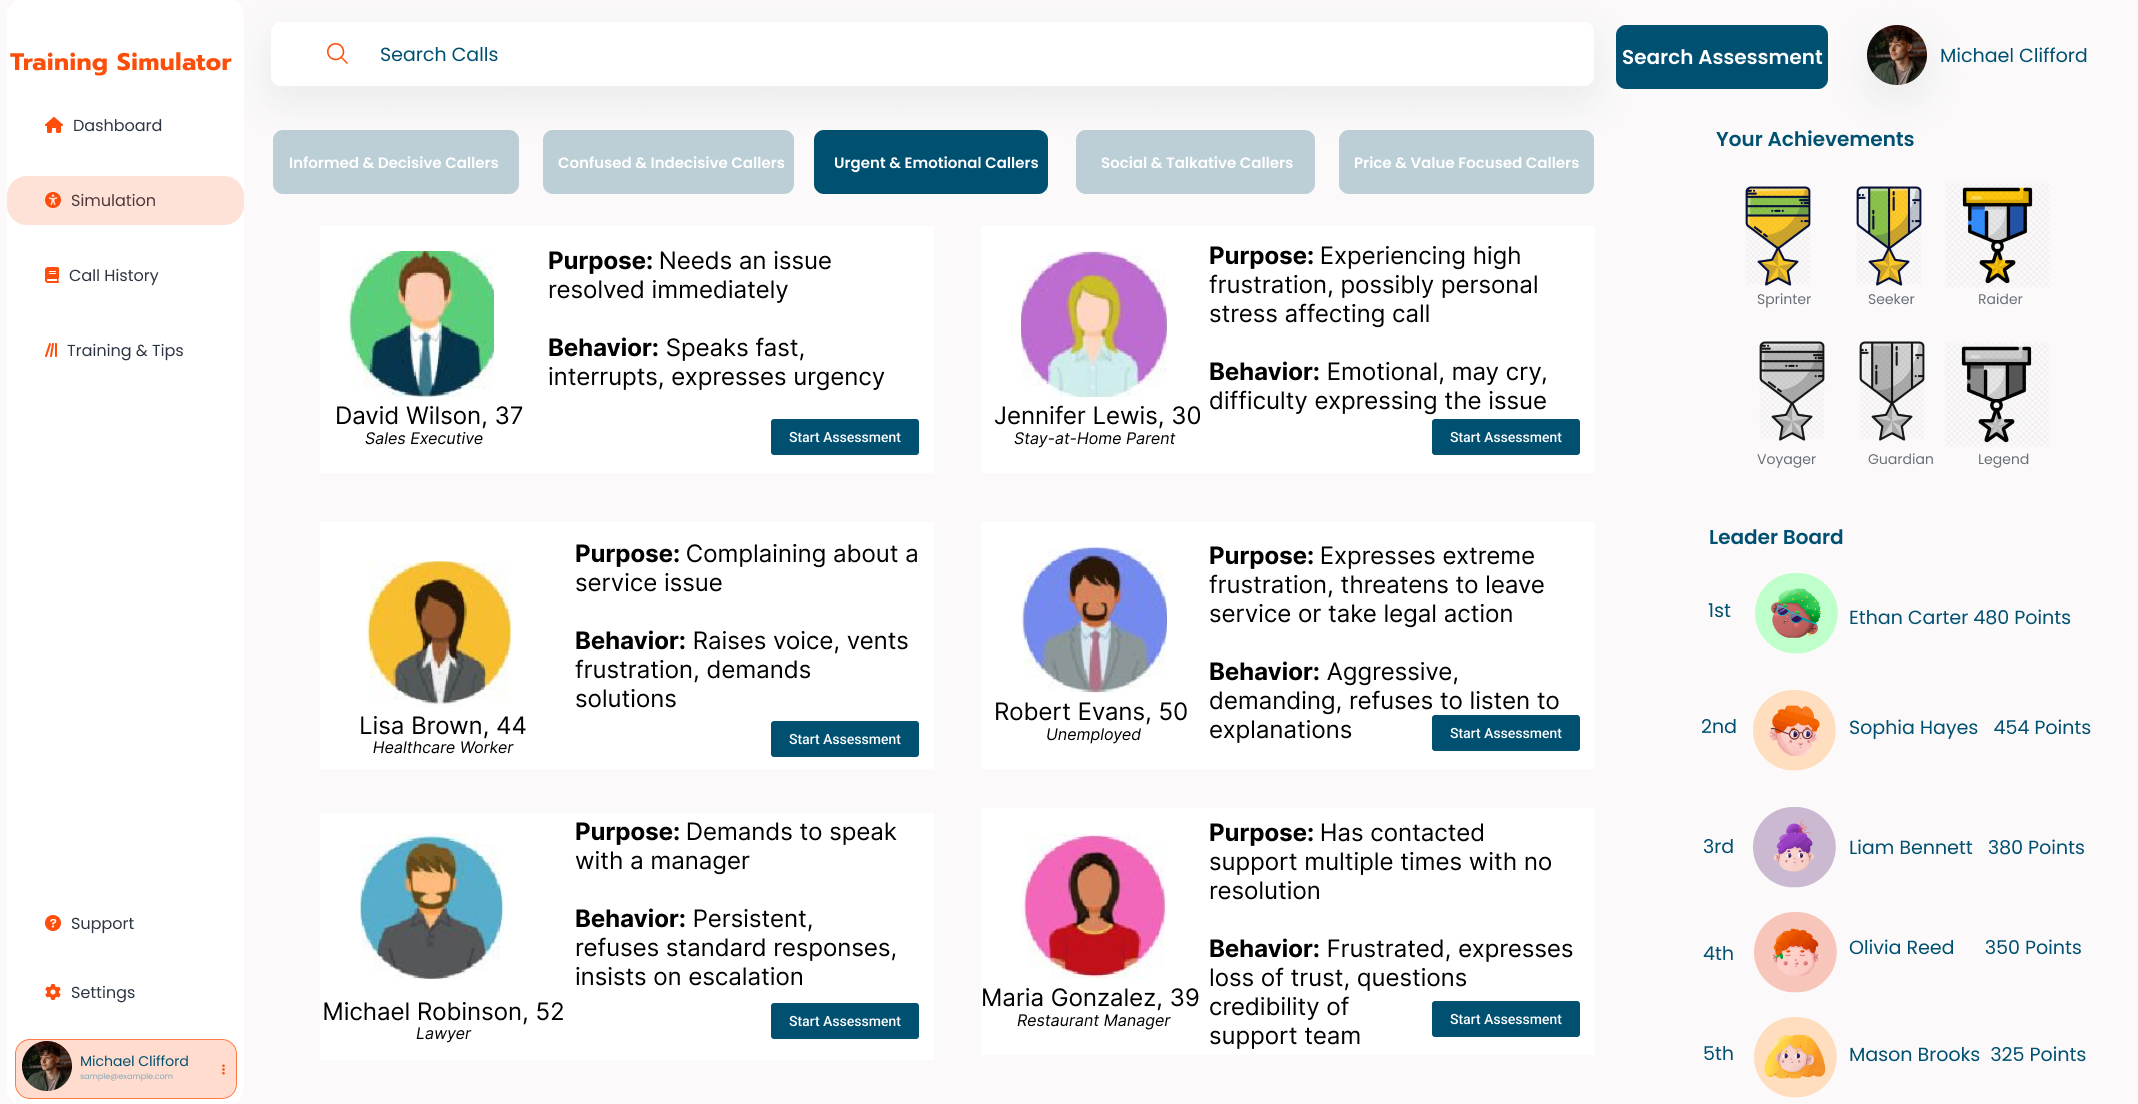 Training Simulator
Dashboard
Simulation
Call History
Training & Tips
Support
Settings
Michael Clifford
sample@example.com
Search Calls
Search Assessment
Michael Clifford
Informed & Decisive Callers
Confused & Indecisive Callers
Urgent & Emotional Callers
Social & Talkative Callers
Price & Value Focused Callers
David Wilson, 37
Sales Executive
Purpose: Needs an issue
resolved immediately
Behavior: Speaks fast,
interrupts, expresses urgency
Start Assessment
Jennifer Lewis, 30
Stay-at-Home Parent
Purpose: Experiencing high
frustration, possibly personal
stress affecting call
Behavior: Emotional, may cry,
difficulty expressing the issue
Start Assessment
Lisa Brown, 44
Healthcare Worker
Purpose: Complaining about a
service issue
Behavior: Raises voice, vents
frustration, demands
solutions
Start Assessment
Robert Evans, 50
Unemployed
Purpose: Expresses extreme
frustration, threatens to leave
service or take legal action
Behavior: Aggressive,
demanding, refuses to listen to
explanations
Start Assessment
Michael Robinson, 52
Lawyer
Purpose: Demands to speak
with a manager
Behavior: Persistent,
refuses standard responses,
insists on escalation
Start Assessment
Maria Gonzalez, 39
Restaurant Manager
Purpose: Has contacted
support multiple times with no
resolution
Behavior: Frustrated, expresses
loss of trust, questions
credibility of
support team
Start Assessment
Your Achievements
Sprinter
Seeker
Raider
Voyager
Guardian
Legend
Leader Board
1st Ethan Carter 480 Points
2nd Sophia Hayes 454 Points
3rd Liam Bennett 380 Points
4th Olivia Reed 350 Points
5th Mason Brooks 325 Points